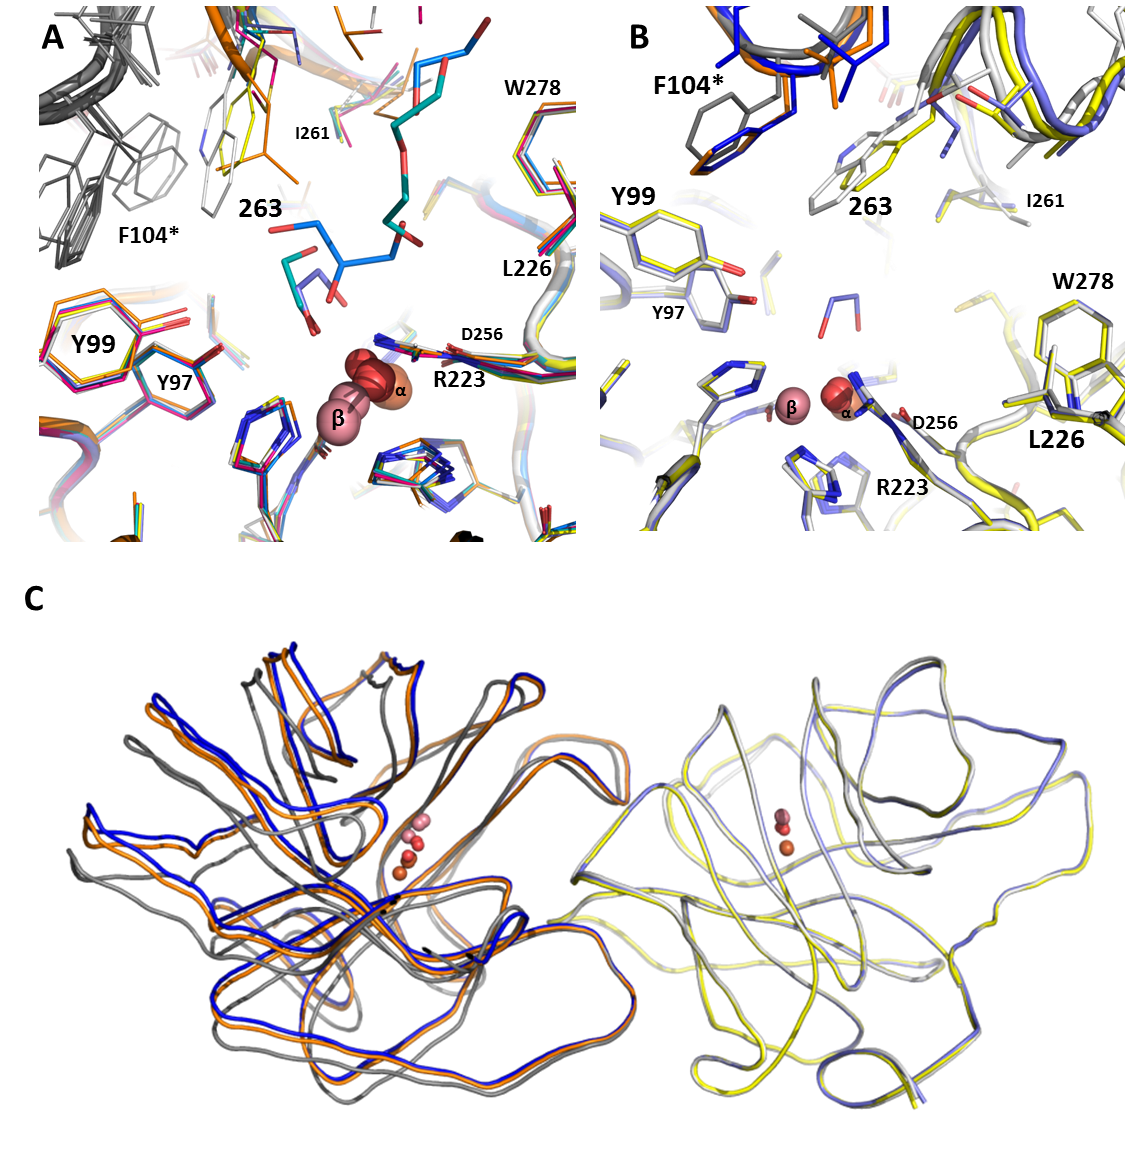 A
W278
I261
263
F104*
L226
Y99
Y97
D256
R223
α
β
B
F104*
Y99
263
I261
Y97
W278
β
α
D256
L226
R223
C